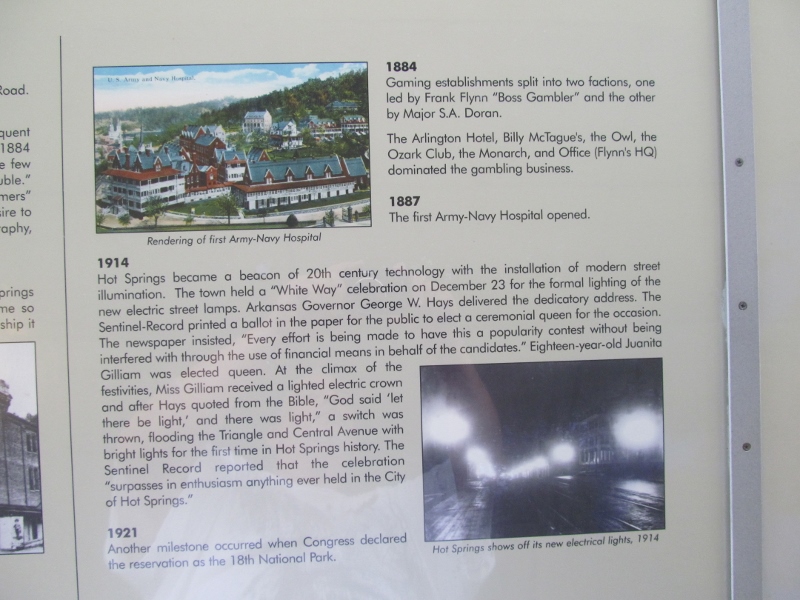 Road.
quent
1884
e few
uble."
mers"
sire to
raphy,
prings
me so
ship it
U. S. Army and Navy Hospital.
Rendering of first Army-Navy Hospital
1884
Gaming establishments split into two factions, one
led by Frank Flynn "Boss Gambler" and the other
by Major S.A. Doran.
The Arlington Hotel, Billy McTague's, the Owl, the
Ozark Club, the Monarch, and Office (Flynn's HQ)
dominated the gambling business.
1887
The first Army-Navy Hospital opened.
1914
Hot Springs became a beacon of 20th century technology with the installation of modern street
illumination. The town held a "White Way" celebration on December 23 for the formal lighting of the
new electric street lamps. Arkansas Governor George W. Hays delivered the dedicatory address. The
Sentinel-Record printed a ballot in the paper for the public to elect a ceremonial queen for the occasion.
The newspaper insisted, "Every effort is being made to have this a popularity contest without being
interfered with through the use of financial means in behalf of the candidates." Eighteen-year-old Juanita
Gilliam was elected queen. At the climax of the
festivities, Miss Gilliam received a lighted electric crown
and after Hays quoted from the Bible, "God said 'let
there be light,' and there was light," a switch was
thrown, flooding the Triangle and Central Avenue with
bright lights for the first time in Hot Springs history. The
Sentinel Record reported that the celebration
"surpasses in enthusiasm anything ever held in the City
of Hot Springs."
Hot Springs shows off its new electrical lights, 1914
1921
Another milestone occurred when Congress declared
the reservation as the 18th National Park.